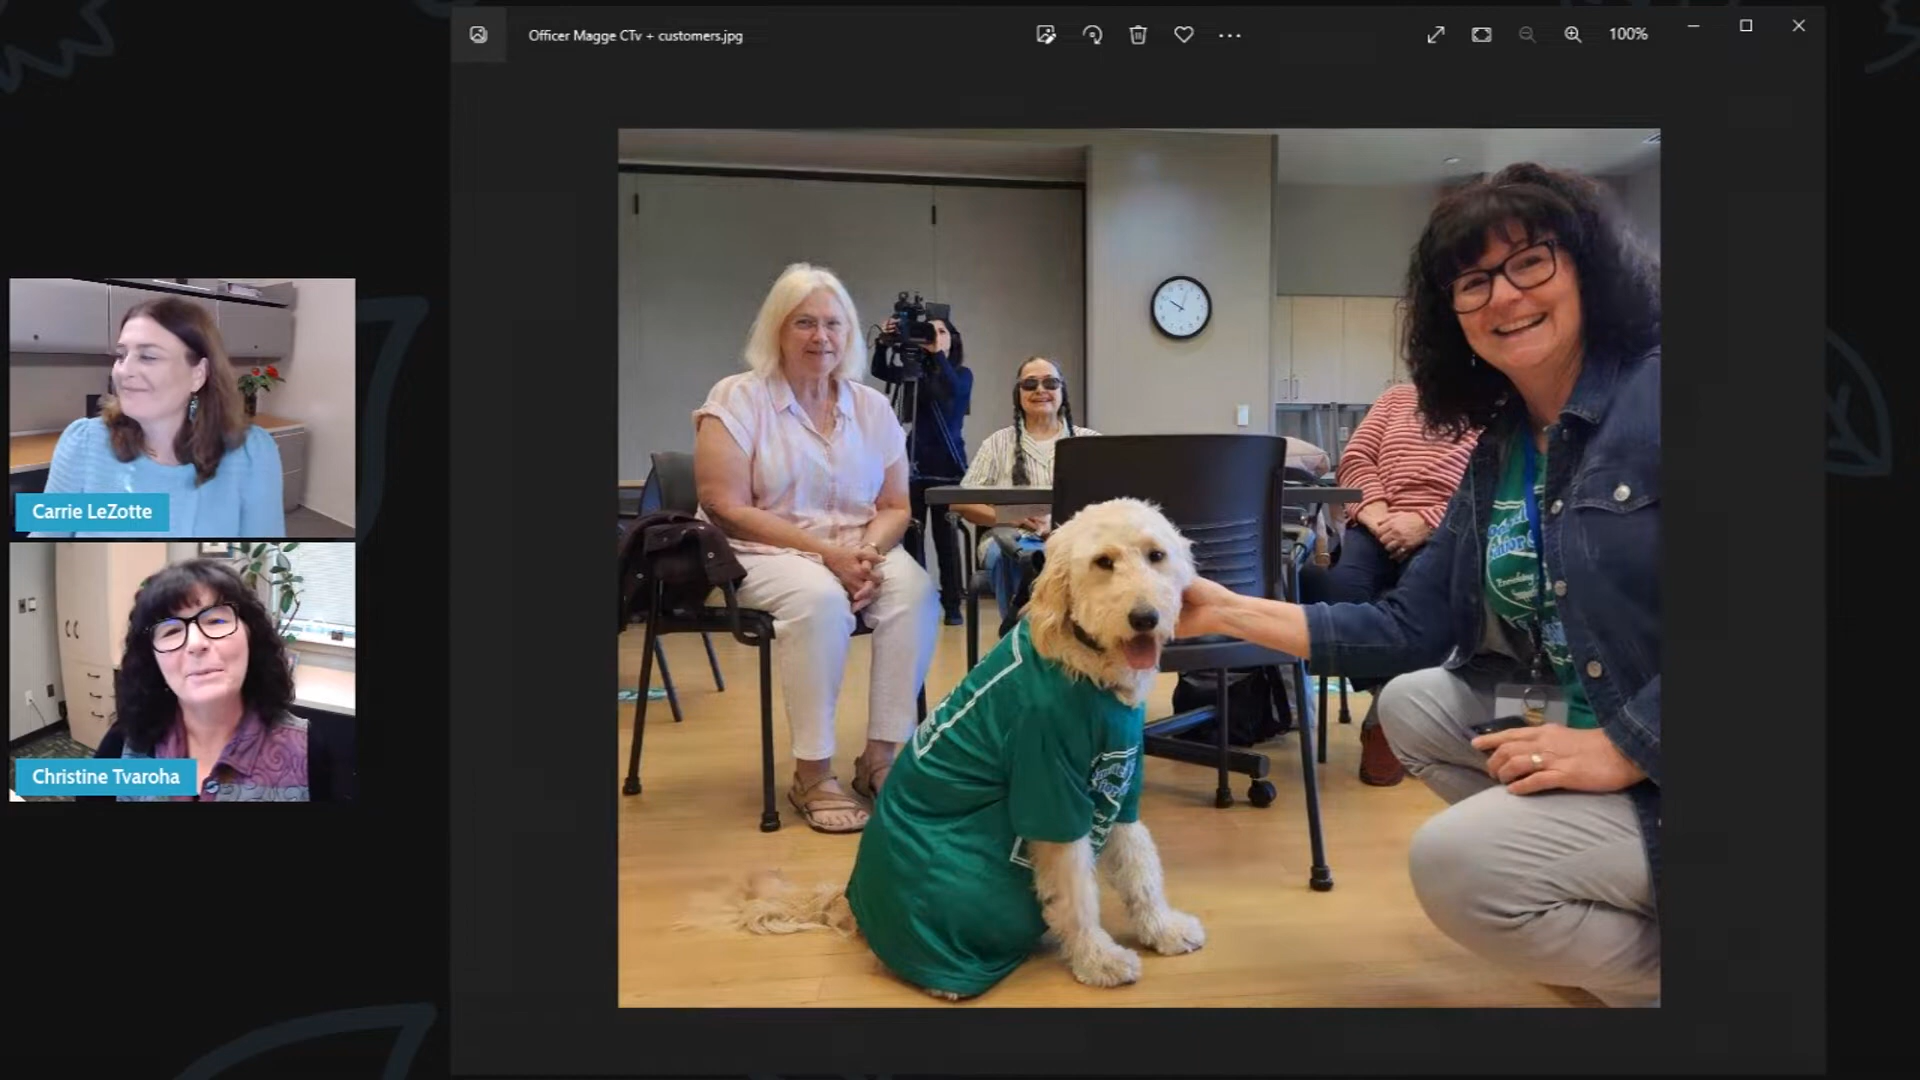 Officer Magge CTv + customers.jpg
100%
Carrie LeZotte
Christine Tvaroha